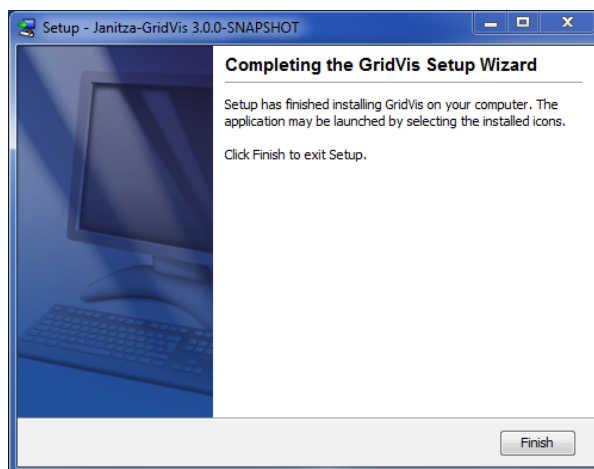 Setup - Janitza-GridVis 3.0.0-SNAPSHOT
Completing the GridVis Setup Wizard
Setup has finished installing GridVis on your computer. The
application may be launched by selecting the installed icons.
Click Finish to exit Setup.
Finish